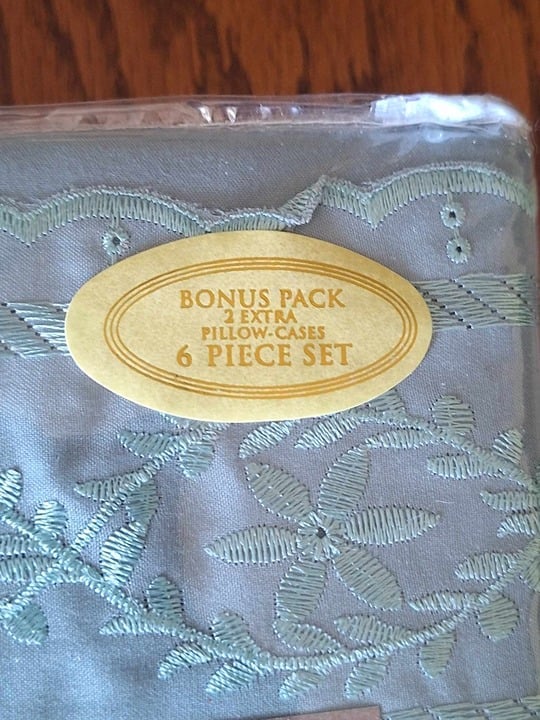 BONUS PACK
2 EXTRA
PILLOW-CASES
6 PIECE SET